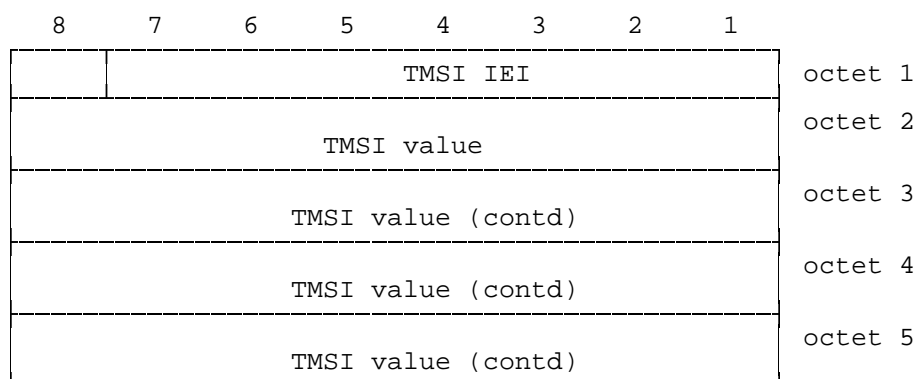 8 7 6 5 4 3 2 1
TMSI IEI octet 1
octet 2
TMSI value
octet 3
TMSI value (contd)
octet 4
TMSI value (contd)
octet 5
TMSI value (contd)